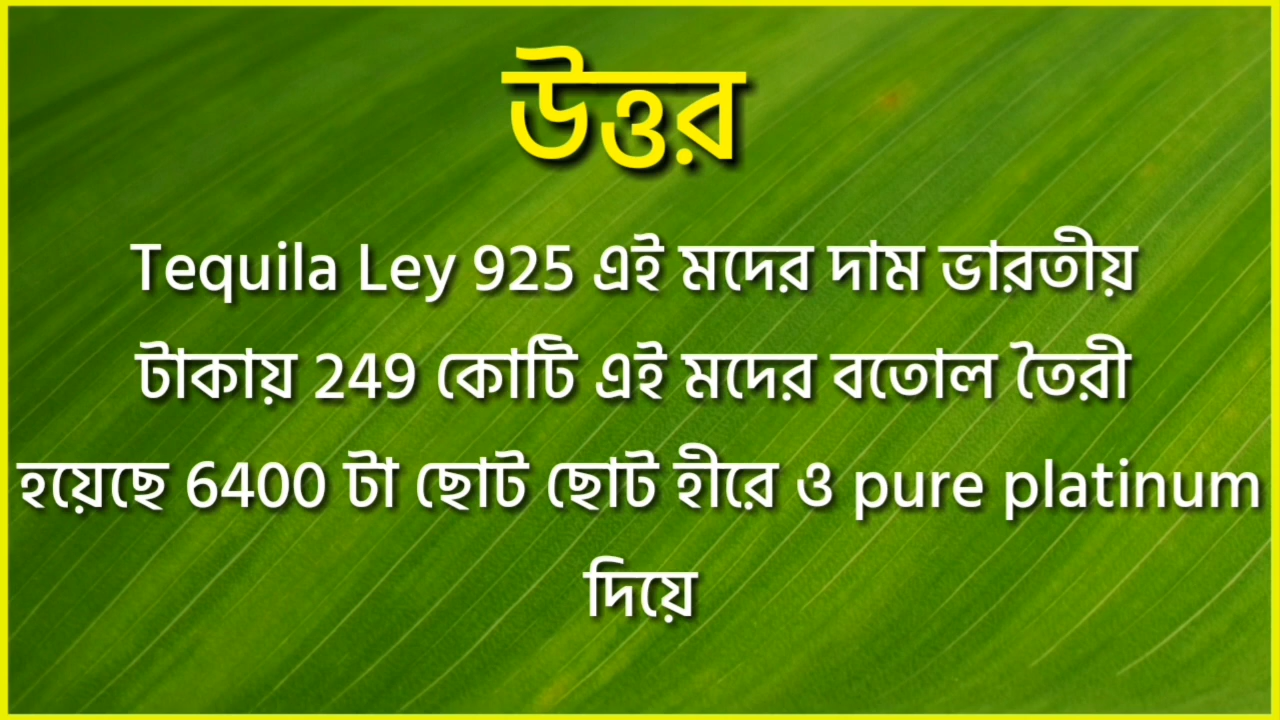 উত্তর
Tequila Ley 925 এই মদের দাম ভারতীয়
টাকায় 249 কোটি এই মদের বতোল তৈরী
হয়েছে 6400 টা ছোট ছোট হীরে ও pure platinum
দিয়ে